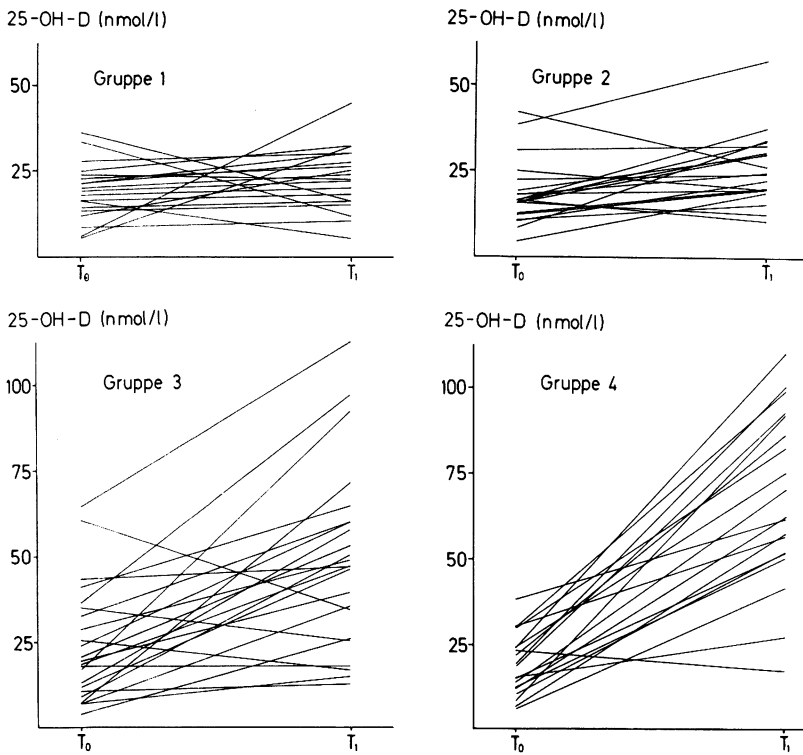 25-OH-D (nmol/l)
50
Gruppe 1
25
T₀
T₁
25-OH-D (nmol/l)
50
Gruppe 2
25
T₀
T₁
25-OH-D (nmol/l)
100
Gruppe 3
75
50
25
T₀
T₁
25-OH-D (nmol/l)
100
Gruppe 4
75
50
25
T₀
T₁